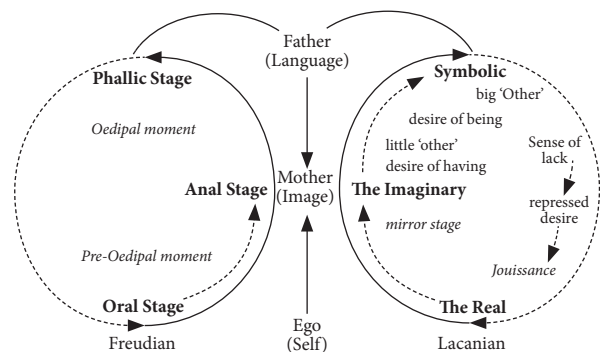 Father
(Language)
Phallic Stage
Symbolic
big ‘Other’
Oedipal moment
desire of being
little ‘other’
desire of having
Sense of
lack
Anal Stage
Mother
(Image)
The Imaginary
repressed
desire
mirror stage
Pre-Oedipal moment
Jouissance
Oral Stage
The Real
Ego
(Self)
Freudian
Lacanian